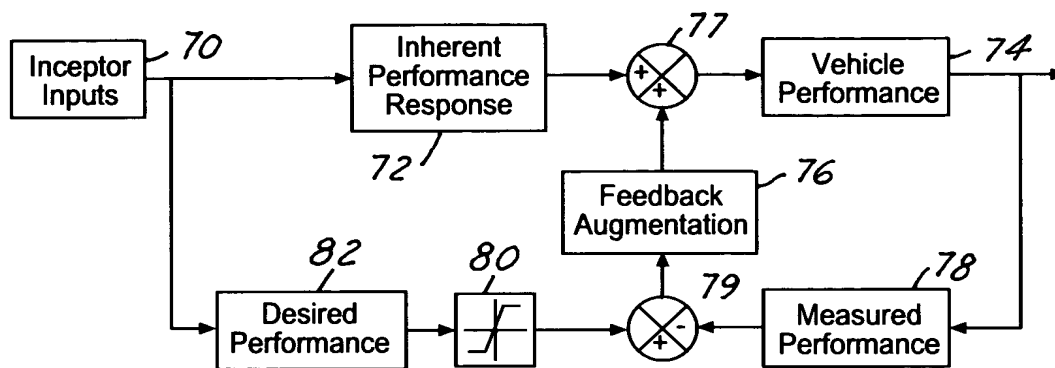 70
Inceptor
Inputs
Inherent
Performance
Response
72
77
+
+
Vehicle
Performance
74
Feedback
Augmentation
76
82
Desired
Performance
80
79
-
+
Measured
Performance
78